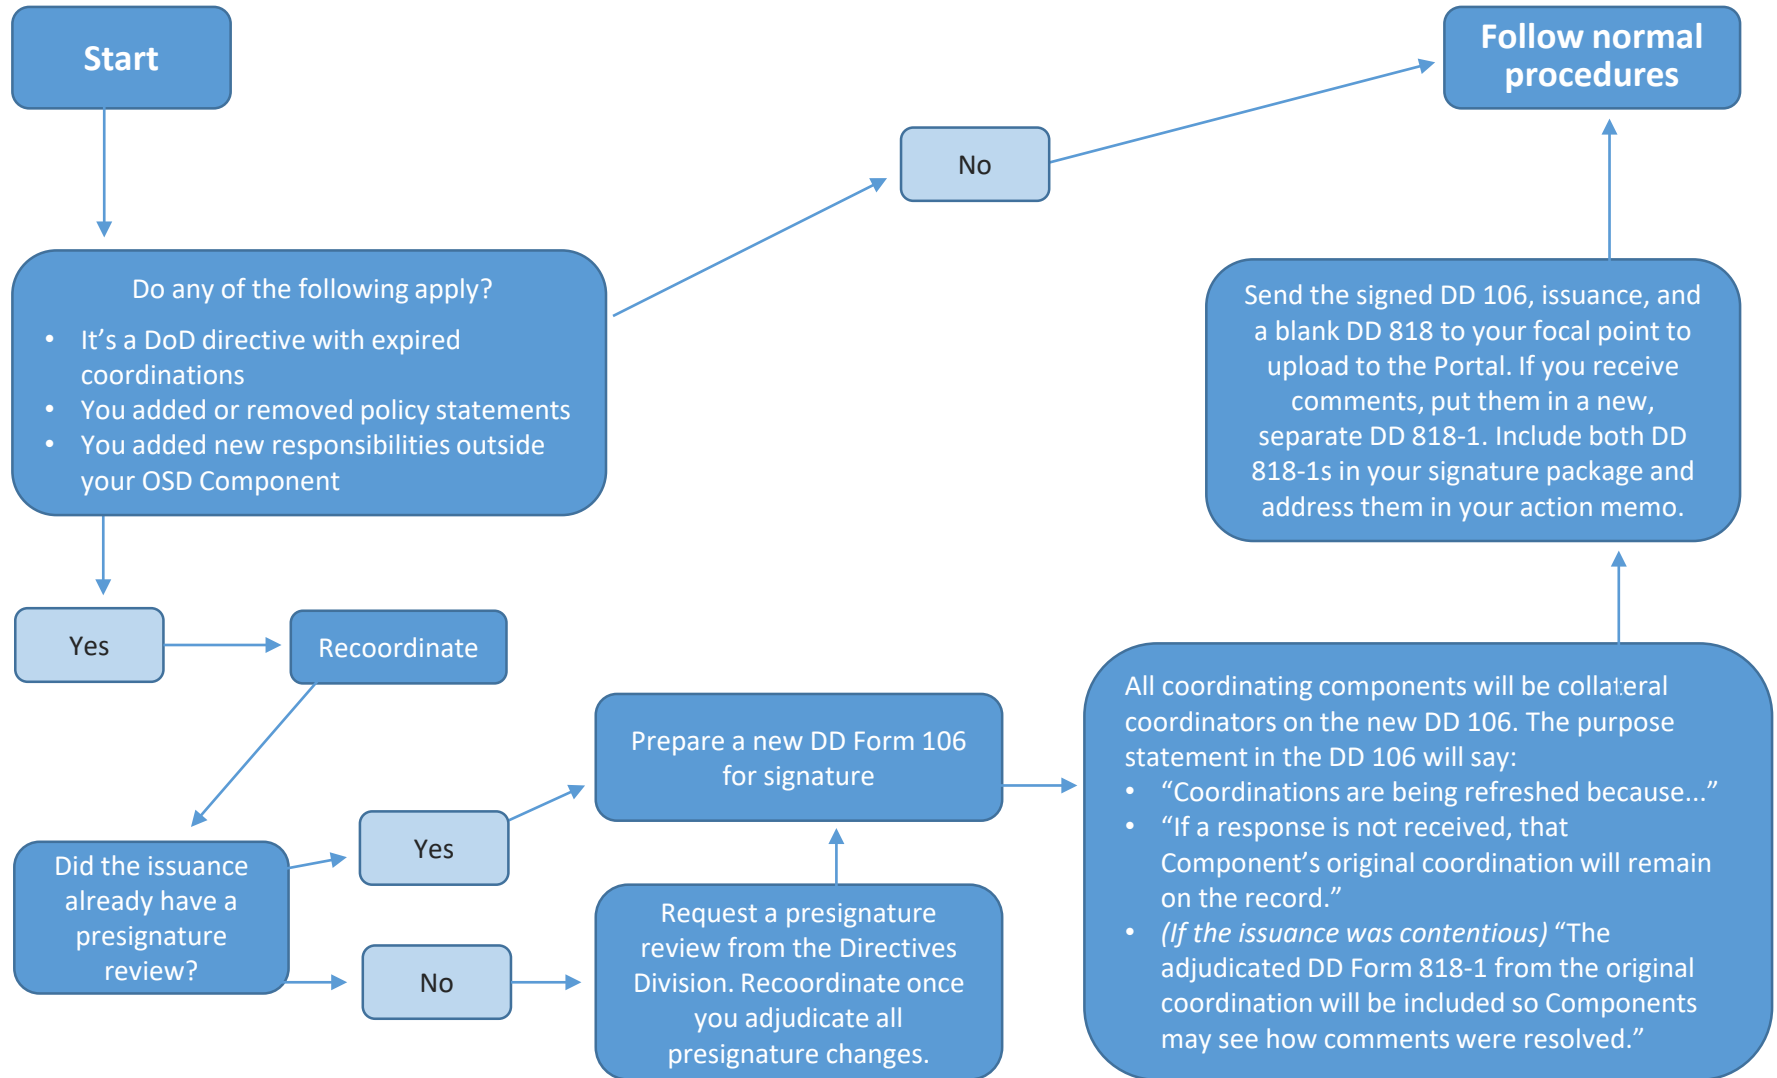 Start
Follow normal
procedures
No
Do any of the following apply?
• It’s a DoD directive with expired
coordinations
• You added or removed policy statements
• You added new responsibilities outside
your OSD Component
Send the signed DD 106, issuance, and
a blank DD 818 to your focal point to
upload to the Portal. If you receive
comments, put them in a new,
separate DD 818-1. Include both DD
818-1s in your signature package and
address them in your action memo.
Yes
Recoordinate
Did the issuance
already have a
presignature
review?
Yes
No
Prepare a new DD Form 106
for signature
Request a presignature
review from the Directives
Division. Recoordinate once
you adjudicate all
presignature changes.
All coordinating components will be collateral
coordinators on the new DD 106. The purpose
statement in the DD 106 will say:
• “Coordinations are being refreshed because...”
• “If a response is not received, that
Component’s original coordination will remain
on the record.”
• (If the issuance was contentious) “The
adjudicated DD Form 818-1 from the original
coordination will be included so Components
may see how comments were resolved.”